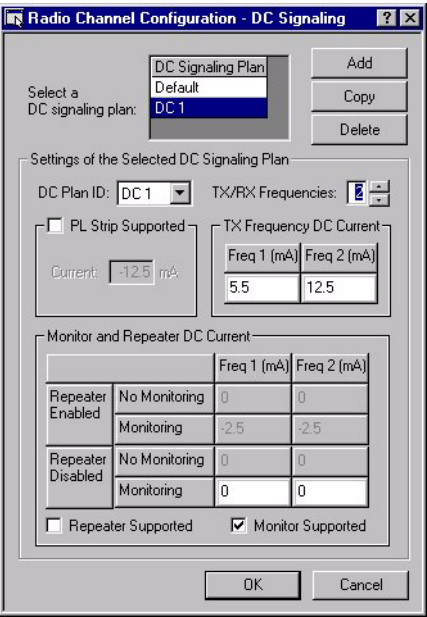 Radio Channel Configuration - DC Signaling
Select a
DC signaling plan:
DC Signaling Plan
Default
DC 1
Add
Copy
Delete
Settings of the Selected DC Signaling Plan
DC Plan ID: DC 1
TX/RX Frequencies: 2
PL Strip Supported
Current: -12.5 mA
TX Frequency DC Current
Freq 1 (mA) Freq 2 (mA)
5.5 12.5
Monitor and Repeater DC Current
Freq 1 (mA) Freq 2 (mA)
Repeater Enabled
No Monitoring 0 0
Monitoring -2.5 -2.5
Repeater Disabled
No Monitoring 0 0
Monitoring 0 0
Repeater Supported
Monitor Supported
OK
Cancel